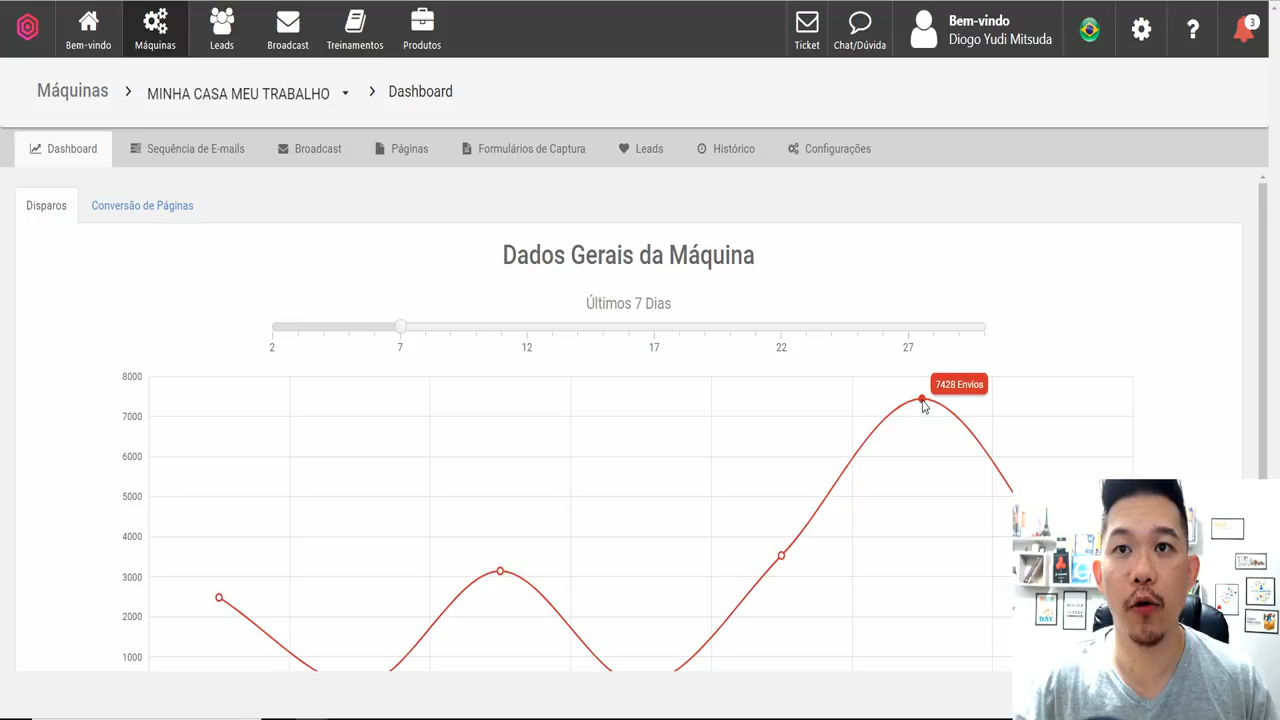 Bem-vindo
Máquinas
Leads
Broadcast
Treinamentos
Produtos
Ticket
Chat/Dúvida
Bem-vindo
Diogo Yudi Mitsuda
?
3
Máquinas > MINHA CASA MEU TRABALHO > Dashboard
Dashboard
Sequência de E-mails
Broadcast
Páginas
Formulários de Captura
Leads
Histórico
Configurações
Disparos
Conversão de Páginas
Dados Gerais da Máquina
Últimos 7 Dias
2 7 12 17 22 27
8000
7428 Envios
7000
6000
5000
4000
3000
2000
1000
DAY